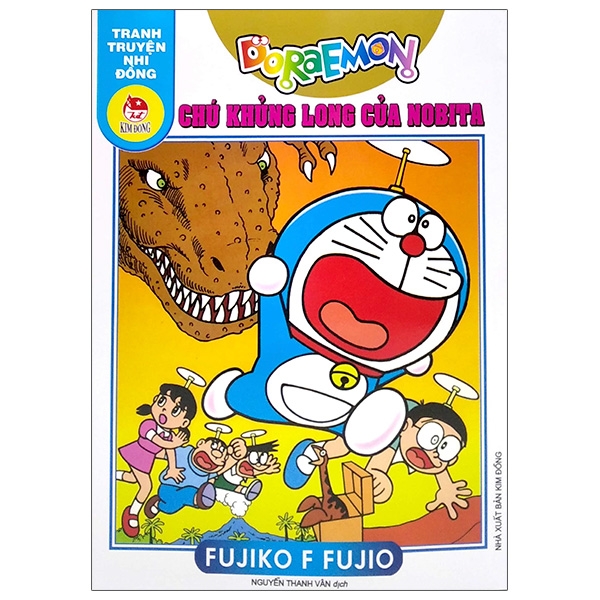 TRANH
TRUYỆN
NHI
ĐỒNG
KIM ĐỒNG
DORAEMON
CHÚ KHỦNG LONG CỦA NOBITA
FUJIKO F FUJIO
NGUYỄN THANH VÂN dịch
NHÀ XUẤT BẢN KIM ĐỒNG